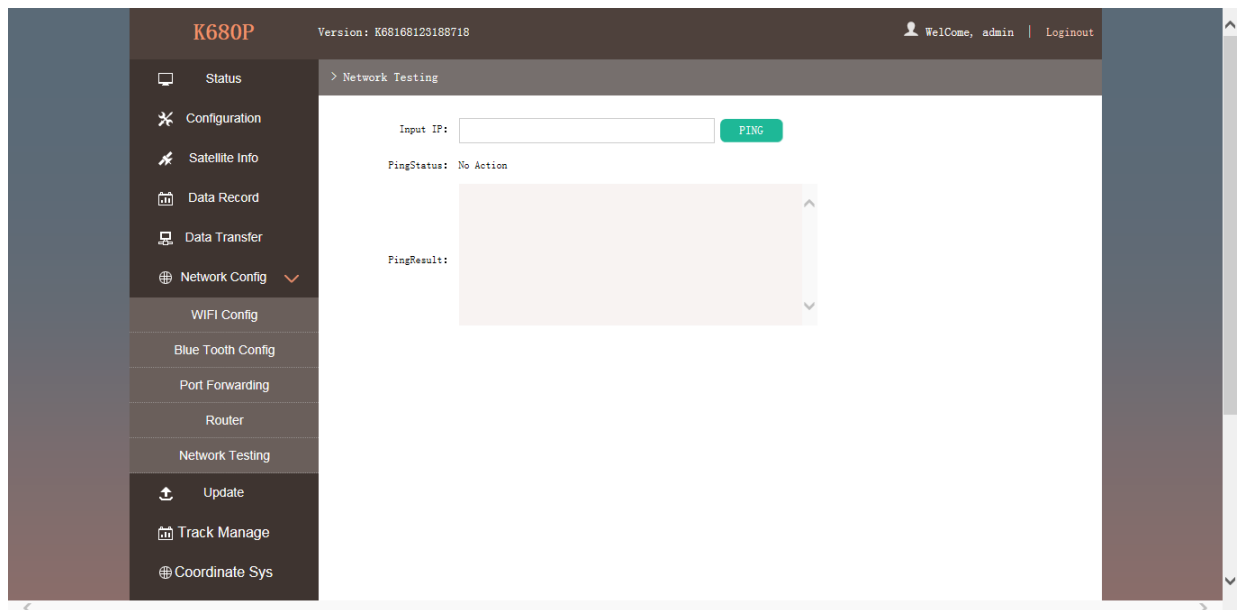 K680P
Version: K68168123188718
WelCome, admin | Loginout
Status
Configuration
Satellite Info
Data Record
Data Transfer
Network Config
WIFI Config
Blue Tooth Config
Port Forwarding
Router
Network Testing
Update
Track Manage
Coordinate Sys
> Network Testing
Input IP:
PING
PingStatus: No Action
PingResult: